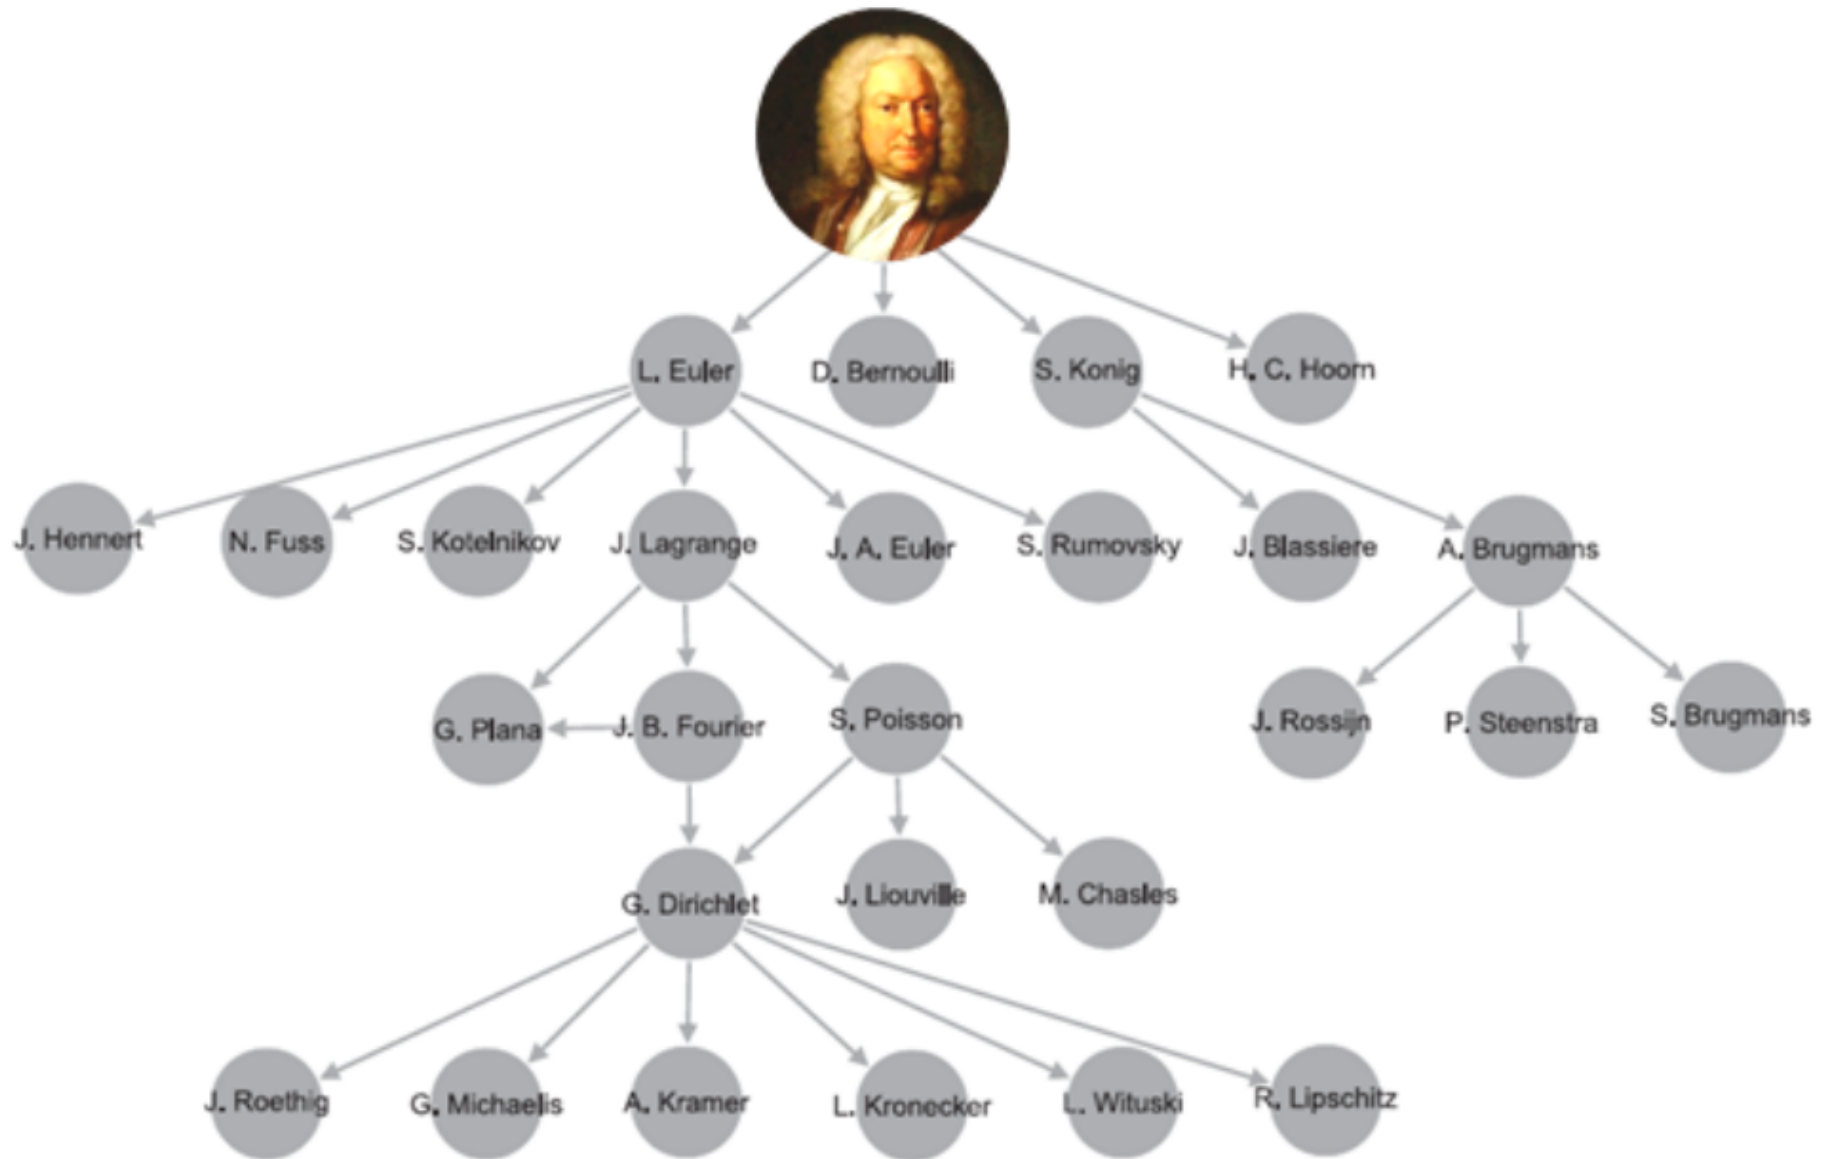 L. Euler
D. Bernoulli
S. Konig
H. C. Hoorn
J. Hennert
N. Fuss
S. Kotelnikov
J. Lagrange
J. A. Euler
S. Rumovsky
J. Blassiere
A. Brugmans
G. Plana
J. B. Fourier
S. Poisson
J. Rossijn
P. Steenstra
S. Brugmans
G. Dirichlet
J. Liouville
M. Chasles
J. Roethig
G. Michaelis
A. Kramer
L. Kronecker
L. Wituski
R. Lipschitz